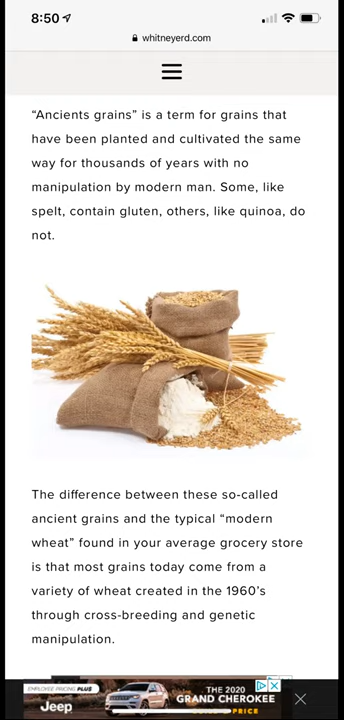 8:50
whitneyerd.com
“Ancients grains” is a term for grains that
have been planted and cultivated the same
way for thousands of years with no
manipulation by modern man. Some, like
spelt, contain gluten, others, like quinoa, do
not.
The difference between these so-called
ancient grains and the typical “modern
wheat” found in your average grocery store
is that most grains today come from a
variety of wheat created in the 1960’s
through cross-breeding and genetic
manipulation.
EMPLOYEE PRICING PLUS
Jeep
THE 2020
GRAND CHEROKEE
PRICE